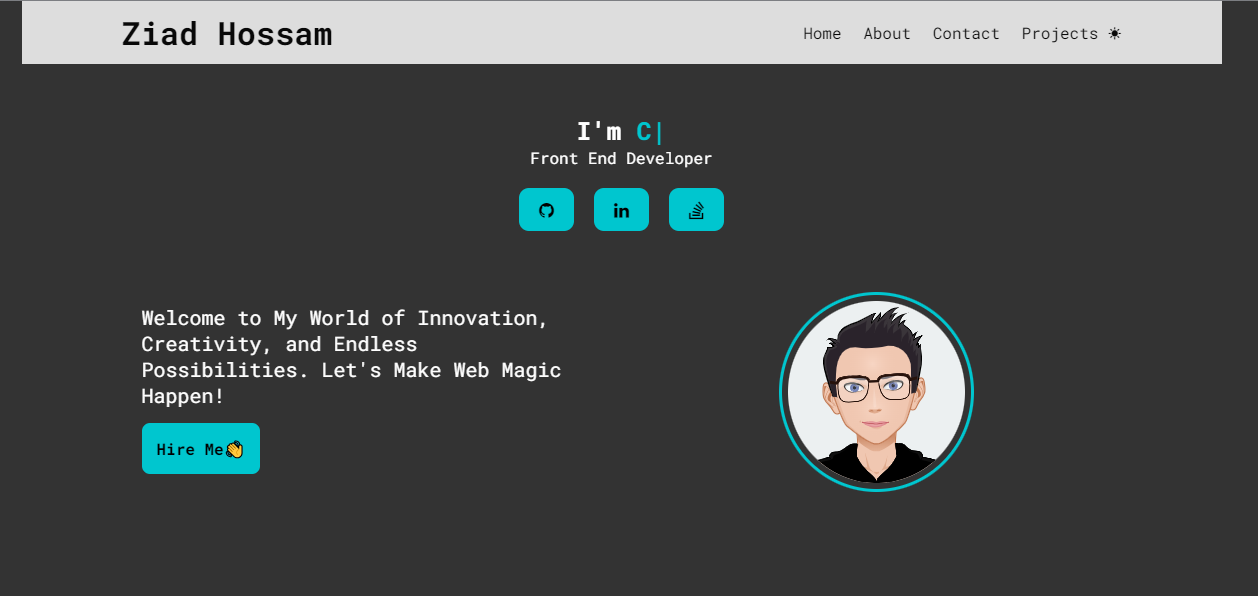 Ziad Hossam
Home About Contact Projects
I'm C|
Front End Developer
in
Welcome to My World of Innovation,
Creativity, and Endless
Possibilities. Let's Make Web Magic
Happen!
Hire Me👏